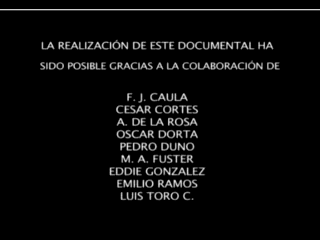 LA REALIZACIÓN DE ESTE DOCUMENTAL HA
SIDO POSIBLE GRACIAS A LA COLABORACIÓN DE
F. J. CAULA
CESAR CORTES
A. DE LA ROSA
OSCAR DORTA
PEDRO DUNO
M. A. FUSTER
EDDIE GONZALEZ
EMILIO RAMOS
LUIS TORO C.